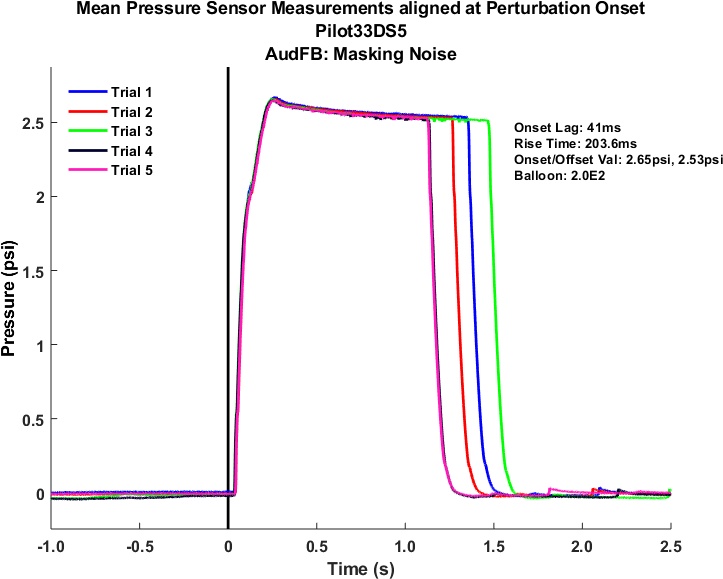 Mean Pressure Sensor Measurements aligned at Perturbation Onset
Pilot33DS5
AudFB: Masking Noise
Trial 1
Trial 2
Trial 3
Trial 4
Trial 5
Onset Lag: 41ms
Rise Time: 203.6ms
Onset/Offset Val: 2.65psi, 2.53psi
Balloon: 2.0E2
Pressure (psi)
2.5
2
1.5
1
0.5
0
-1.0 -0.5 0 0.5 1.0 1.5 2.0 2.5
Time (s)